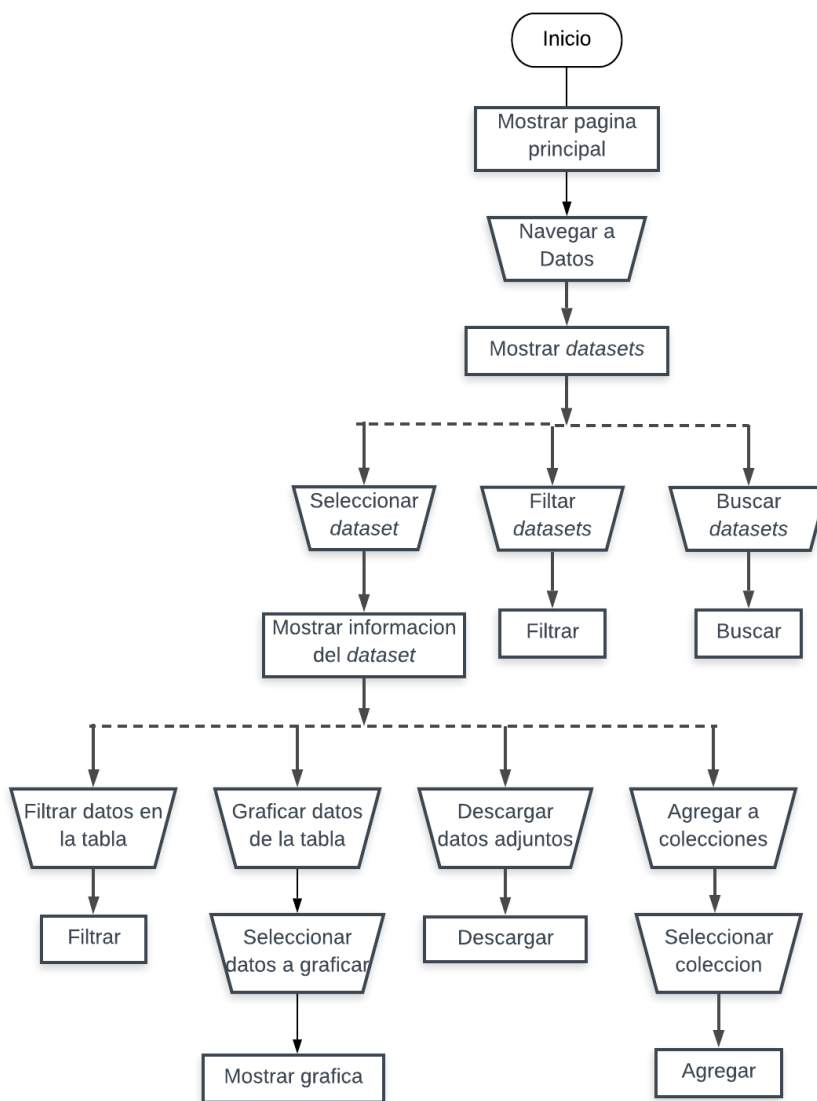 Inicio
Mostrar pagina
principal
Navegar a
Datos
Mostrar datasets
Seleccionar
dataset
Filtar
datasets
Buscar
datasets
Mostrar informacion
del dataset
Filtrar
Buscar
Filtrar datos en
la tabla
Graficar datos
de la tabla
Descargar
datos adjuntos
Agregar a
colecciones
Filtrar
Seleccionar
datos a graficar
Descargar
Seleccionar
coleccion
Mostrar grafica
Agregar